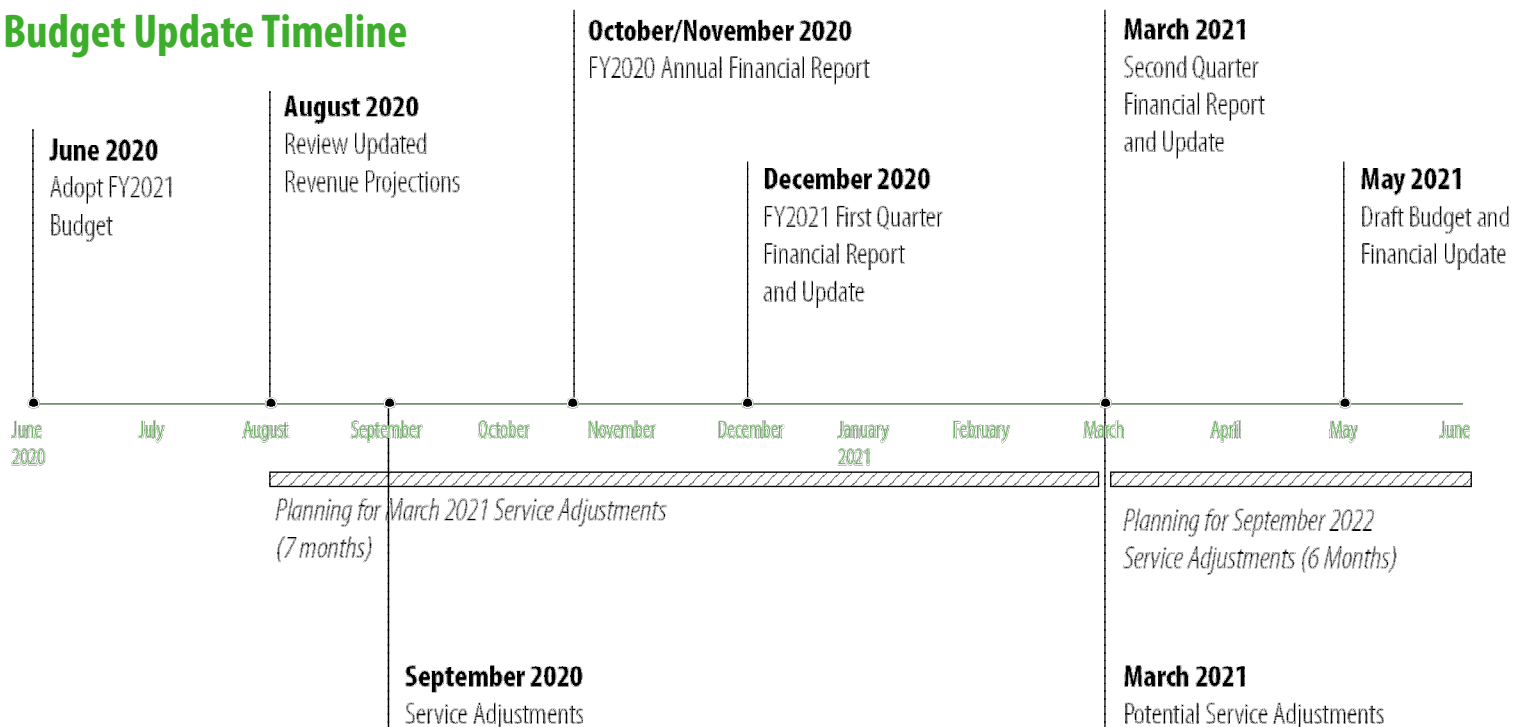 Budget Update Timeline
June 2020
Adopt FY2021
Budget
August 2020
Review Updated
Revenue Projections
October/November 2020
FY2020 Annual Financial Report
December 2020
FY2021 First Quarter
Financial Report
and Update
March 2021
Second Quarter
Financial Report
and Update
May 2021
Draft Budget and
Financial Update
June 2020 July August September October November December January 2021 February March April May June
Planning for March 2021 Service Adjustments
(7 months)
Planning for September 2022
Service Adjustments (6 Months)
September 2020
Service Adjustments
March 2021
Potential Service Adjustments